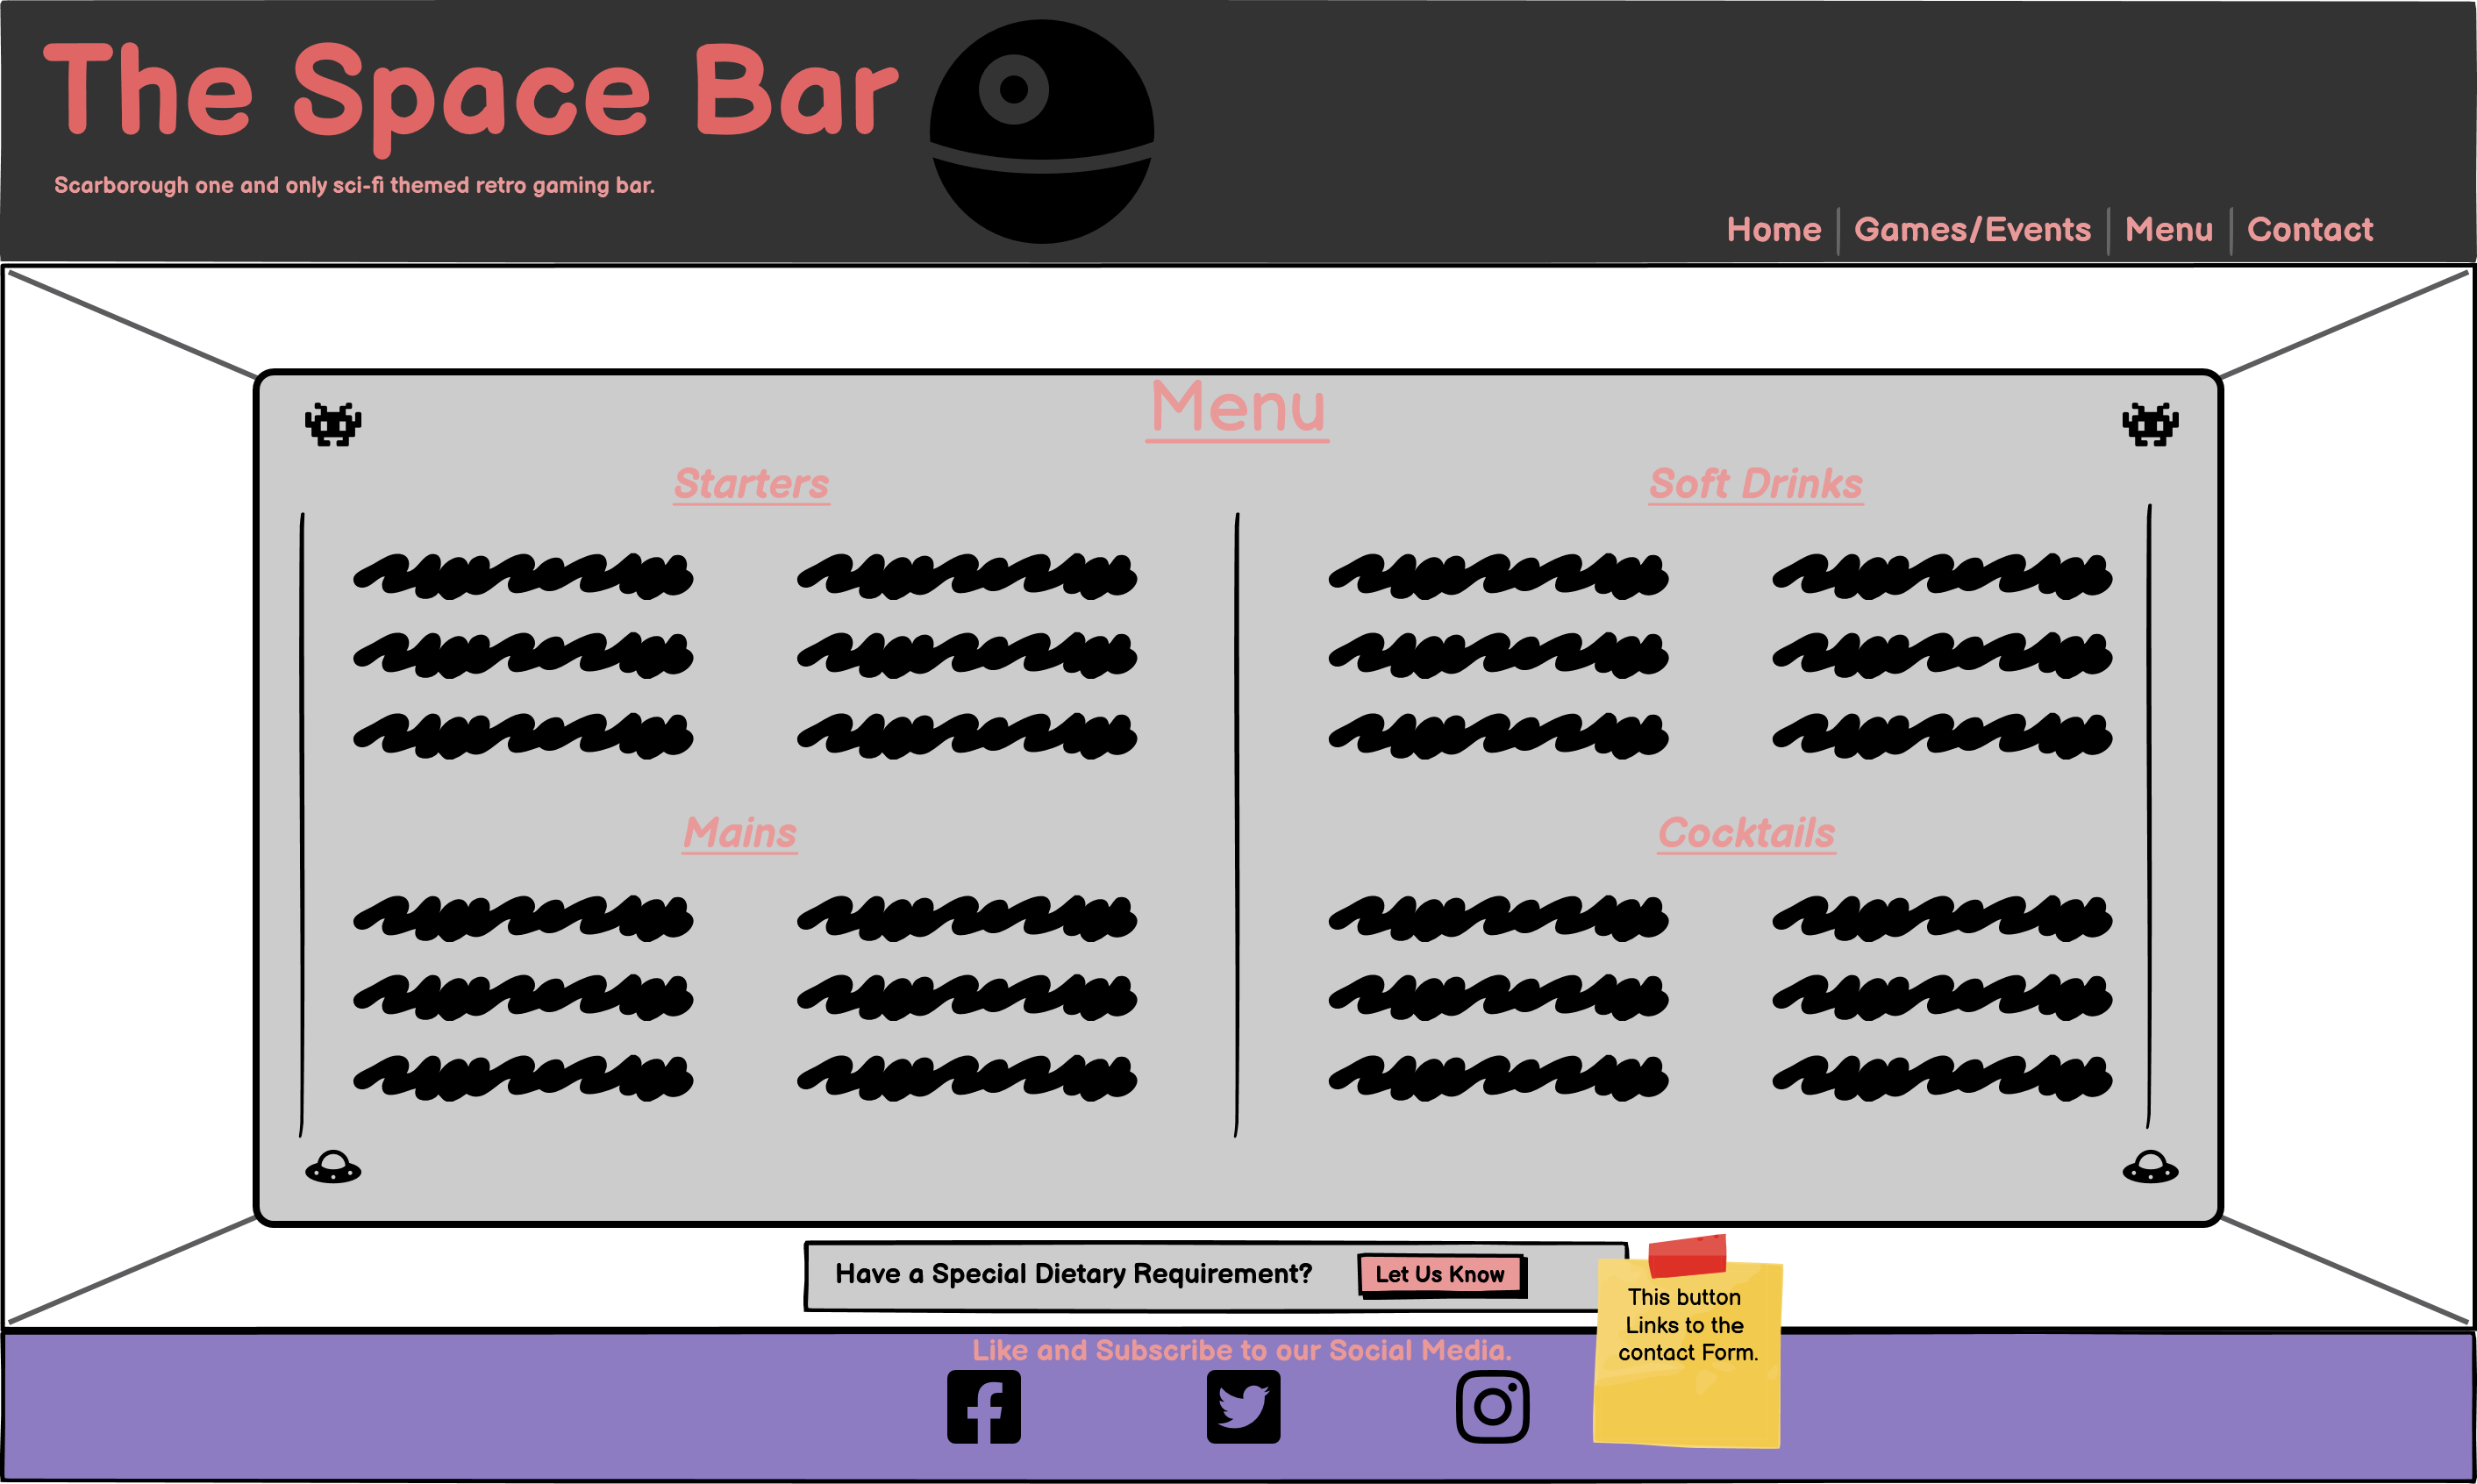 The Space Bar
Scarborough one and only sci-fi themed retro gaming bar.
Home
Games/Events
Menu
Contact
Menu
Starters
Soft Drinks
Mains
Cocktails
Have a Special Dietary Requirement?
Let Us Know
This button
Links to the
contact Form.
Like and Subscribe to our Social Media.